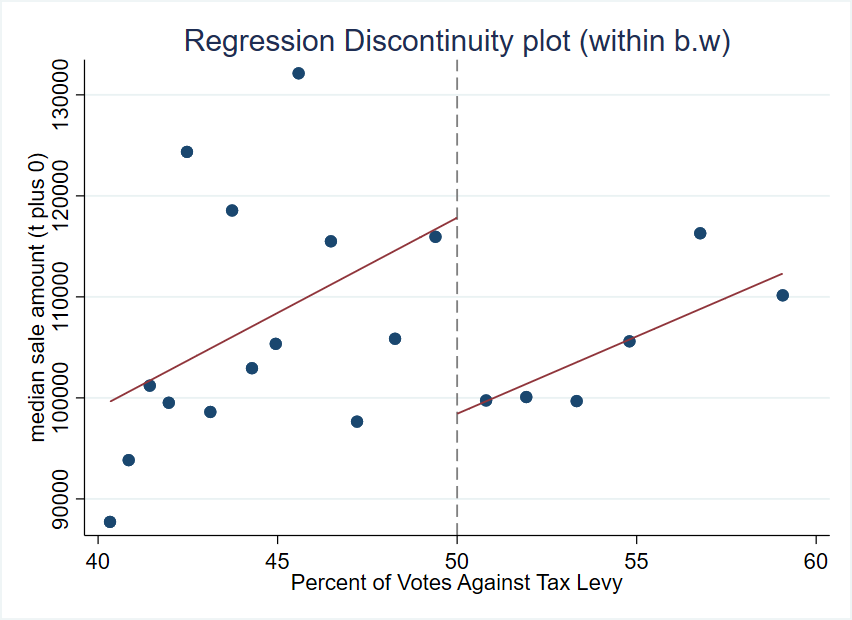 Regression Discontinuity plot (within b.w)
median sale amount (t plus 0)
130000
120000
110000
100000
90000
40 45 50 55 60
Percent of Votes Against Tax Levy